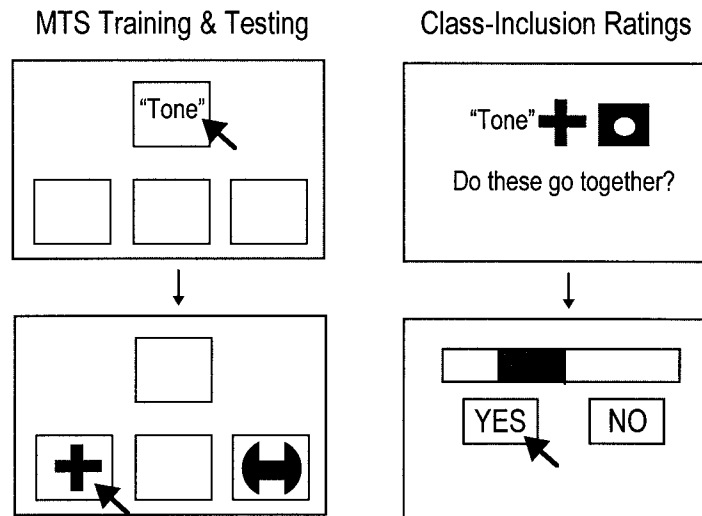 MTS Training & Testing
"Tone"
Class-Inclusion Ratings
"Tone"
Do these go together?
YES NO